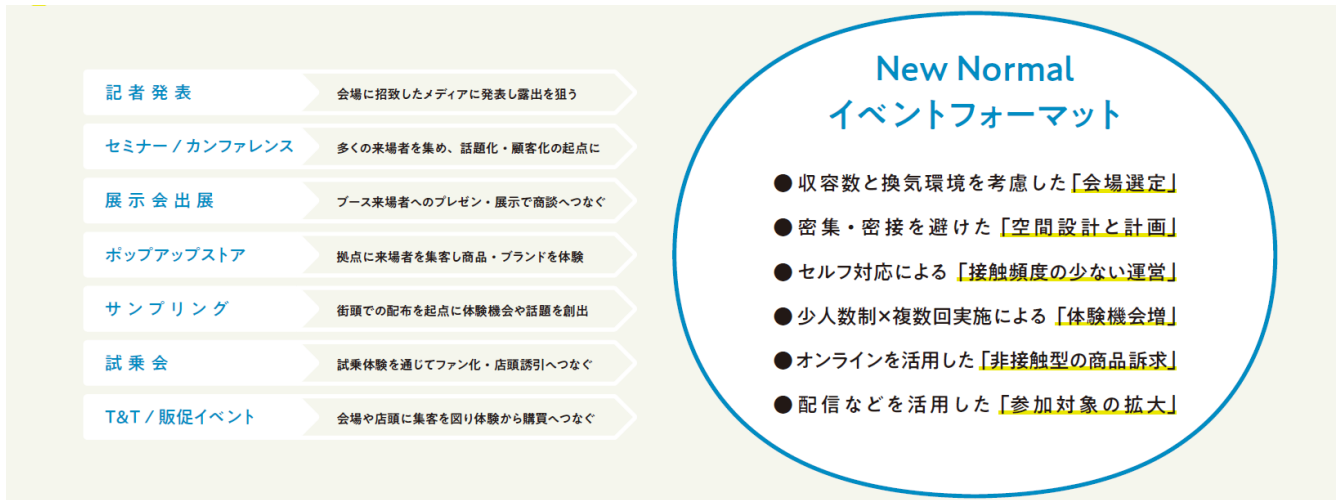 記者発表
会場に招致したメディアに発表し露出を狙う
セミナー / カンファレンス
多くの来場者を集め、話題化・顧客化の起点に
展示会出展
ブース来場者へのプレゼン・展示で商談へつなぐ
ポップアップストア
拠点に来場者を集客し商品・ブランドを体験
サンプリング
街頭での配布を起点に体験機会や話題を創出
試乗会
試乗体験を通じてファン化・店頭誘引へつなぐ
T&T / 販促イベント
会場や店頭に集客を図り体験から購買へつなぐ
New Normal
イベントフォーマット
●収容数と換気環境を考慮した「会場選定」
●密集・密接を避けた「空間設計と計画」
●セルフ対応による「接触頻度の少ない運営」
●少人数制×複数回実施による「体験機会増」
●オンラインを活用した「非接触型の商品訴求」
●配信などを活用した「参加対象の拡大」